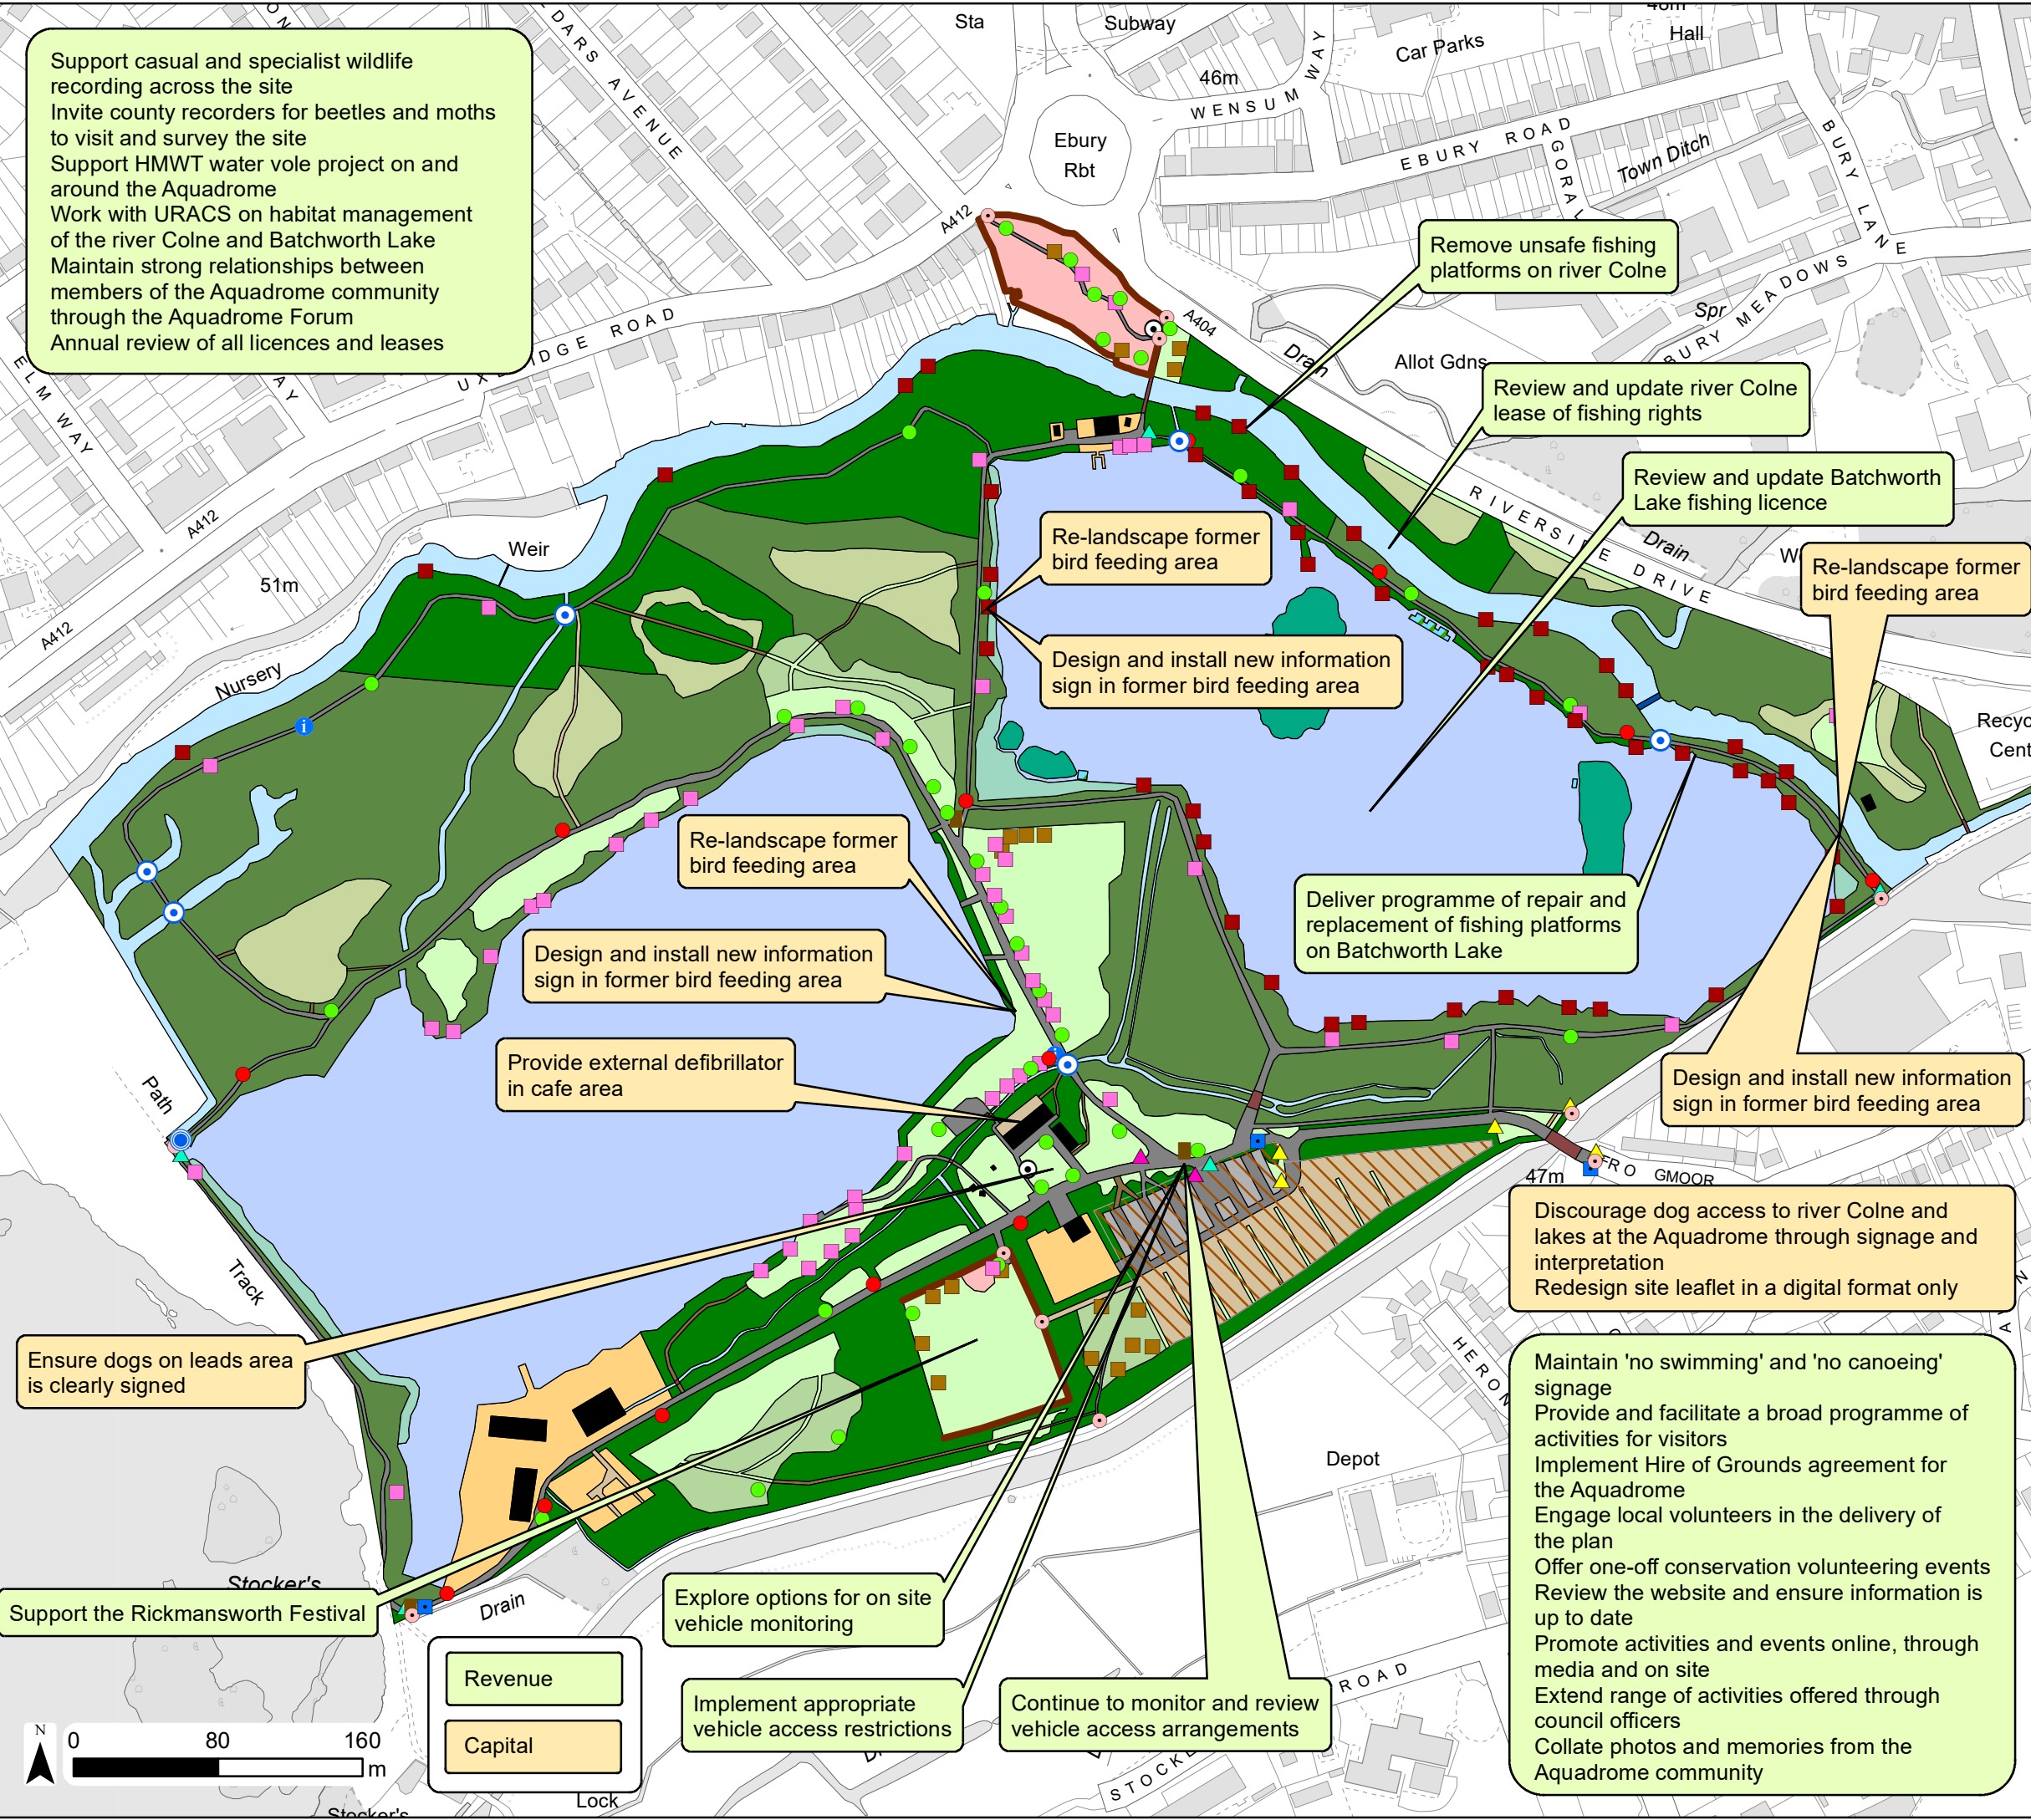 Sta
Subway
Car Parks
Hall
46m
WENSUM WAY
Ebury
Rbt
EBURY ROAD
Town Ditch
BURY LANE
DARS AVENUE
Support casual and specialist wildlife
recording across the site
Invite county recorders for beetles and moths
to visit and survey the site
Support HMWT water vole project on and
around the Aquadrome
Work with URACS on habitat management
of the river Colne and Batchworth Lake
Maintain strong relationships between
members of the Aquadrome community
through the Aquadrome Forum
Annual review of all licences and leases
A412
A404
Remove unsafe fishing
platforms on river Colne
Spr
BURY MEADOWS
Drain
Allot Gdns
ELM WAY
AY
ROAD
Review and update river Colne
lease of fishing rights
Review and update Batchworth
Lake fishing licence
RIVERSIDE DRIVE
Drain
A412
Weir
51m
A412
Nursery
Re-landscape former
bird feeding area
Re-landscape former
bird feeding area
Design and install new information
sign in former bird feeding area
Recyc
Cent
Re-landscape former
bird feeding area
Deliver programme of repair and
replacement of fishing platforms
on Batchworth Lake
Design and install new information
sign in former bird feeding area
Provide external defibrillator
in cafe area
Design and install new information
sign in former bird feeding area
Path
Track
47m
FRO GMOOR
Discourage dog access to river Colne and
lakes at the Aquadrome through signage and
interpretation
Redesign site leaflet in a digital format only
Ensure dogs on leads area
is clearly signed
HERON
Maintain 'no swimming' and 'no canoeing'
signage
Provide and facilitate a broad programme of
activities for visitors
Implement Hire of Grounds agreement for
the Aquadrome
Engage local volunteers in the delivery of
the plan
Offer one-off conservation volunteering events
Review the website and ensure information is
up to date
Promote activities and events online, through
media and on site
Extend range of activities offered through
council officers
Collate photos and memories from the
Aquadrome community
Depot
Stocker's
Support the Rickmansworth Festival
Drain
Explore options for on site
vehicle monitoring
Implement appropriate
vehicle access restrictions
Continue to monitor and review
vehicle access arrangements
ROAD
STOCKE
Revenue
Capital
N
0 80 160
m
Lock
Stocker's